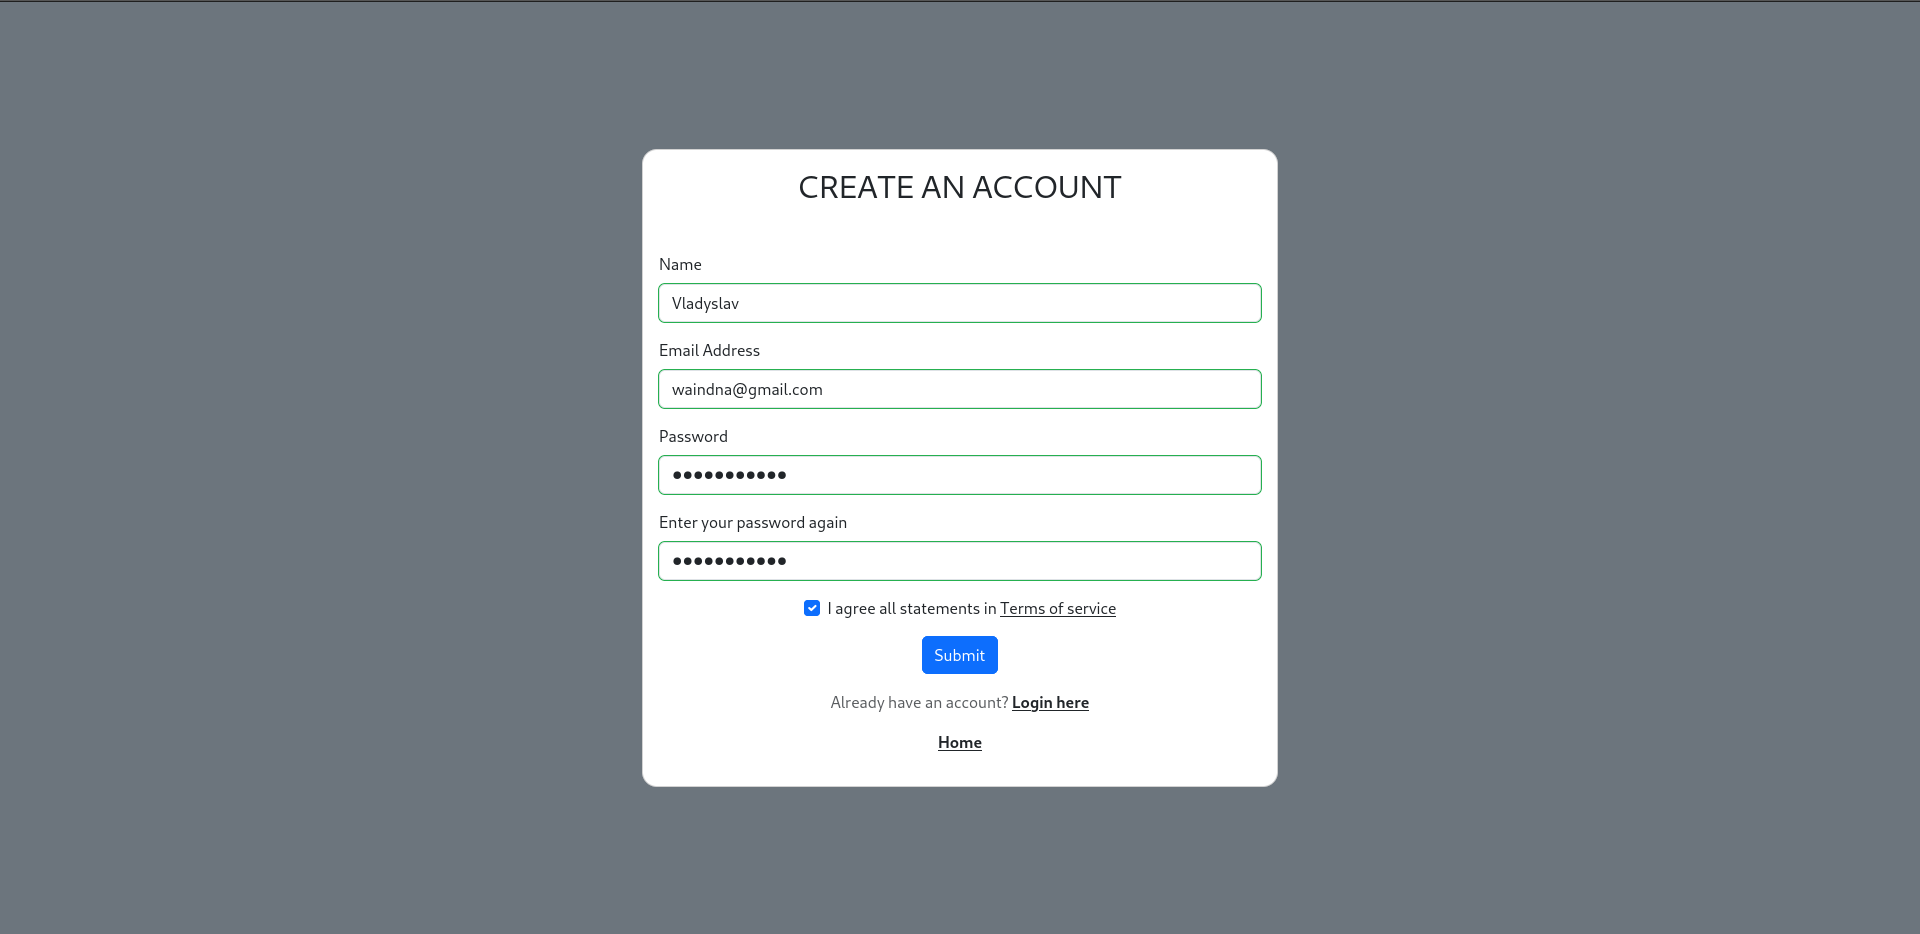 CREATE AN ACCOUNT
Name
Vladyslav
Email Address
waindna@gmail.com
Password
●●●●●●●●●●●
Enter your password again
●●●●●●●●●●●
I agree all statements in Terms of service
Submit
Already have an account? Login here
Home